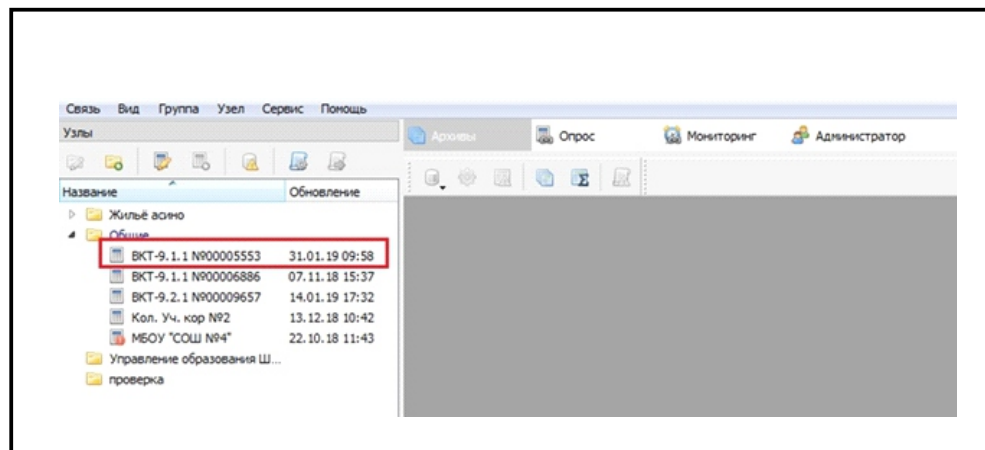 Связь Вид Группа Узел Сервис Помощь
Узлы
Архивы Опрос Мониторинг Администратор
Название Обновление
Жильё асино
Общие
ВКТ-9.1.1 №00005553 31.01.19 09:58
ВКТ-9.1.1 №00006886 07.11.18 15:37
ВКТ-9.2.1 №00009657 14.01.19 17:32
Кол. Уч. кор №2 13.12.18 10:42
МБОУ "СОШ №4" 22.10.18 11:43
Управление образования Ш...
проверка